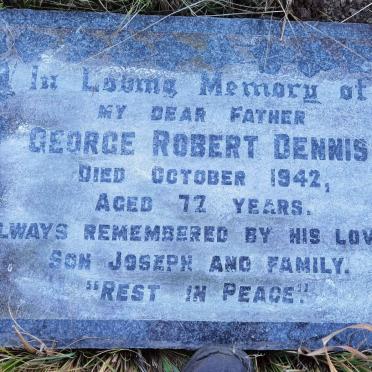 In Loving Memory of
MY DEAR FATHER
GEORGE ROBERT DENNIS
DIED OCTOBER 1942,
AGED 72 YEARS.
ALWAYS REMEMBERED BY HIS LOV
SON JOSEPH AND FAMILY.
"REST IN PEACE".